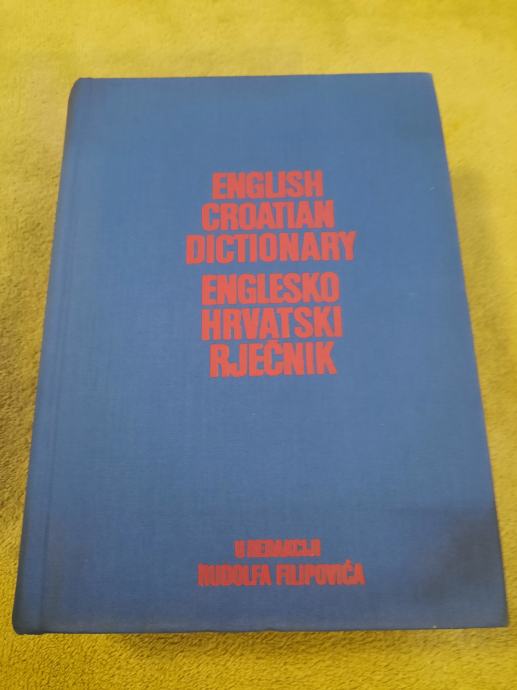 ENGLISH
CROATIAN
DICTIONARY
ENGLESKO
HRVATSKI
RJEČNIK
U REDAKCIJI
RUDOLFA FILIPOVIĆA